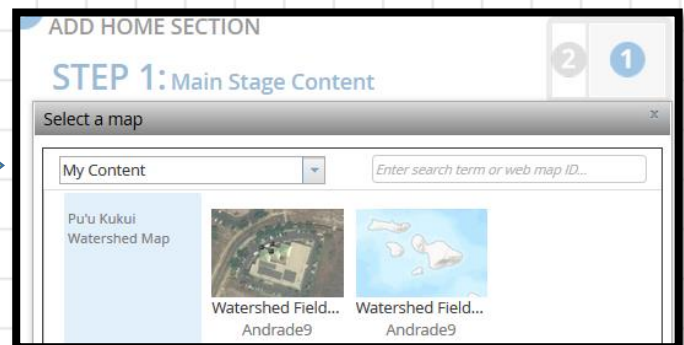 ADD HOME SECTION
STEP 1: Main Stage Content
2
1
Select a map
x
My Content
Enter search term or web map ID...
Pu'u Kukui
Watershed Map
Watershed Field...
Andrade9
Watershed Field...
Andrade9